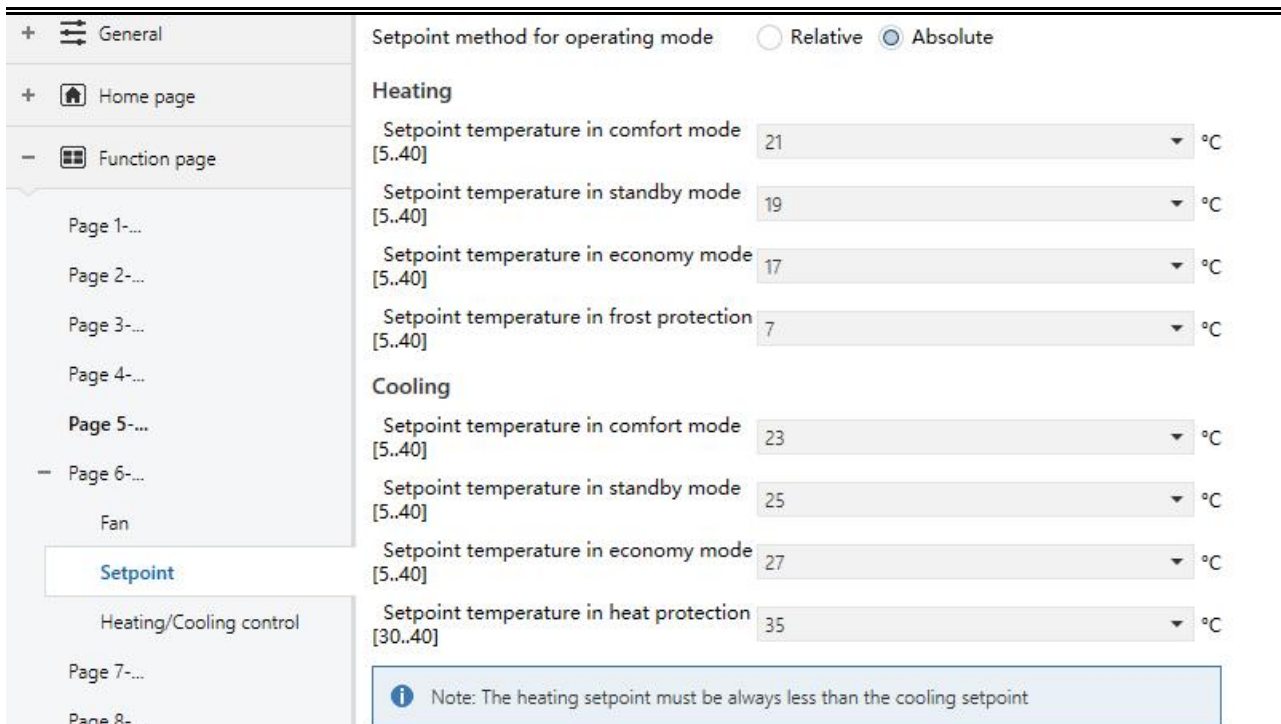 + General
+ Home page
− Function page
Page 1-...
Page 2-...
Page 3-...
Page 4-...
Page 5-...
− Page 6-...
Fan
Setpoint
Heating/Cooling control
Page 7-...
Page 8-
Setpoint method for operating mode Relative Absolute
Heating
Setpoint temperature in comfort mode
[5..40] 21 °C
Setpoint temperature in standby mode
[5..40] 19 °C
Setpoint temperature in economy mode
[5..40] 17 °C
Setpoint temperature in frost protection
[5..40] 7 °C
Cooling
Setpoint temperature in comfort mode
[5..40] 23 °C
Setpoint temperature in standby mode
[5..40] 25 °C
Setpoint temperature in economy mode
[5..40] 27 °C
Setpoint temperature in heat protection
[30..40] 35 °C
Note: The heating setpoint must be always less than the cooling setpoint